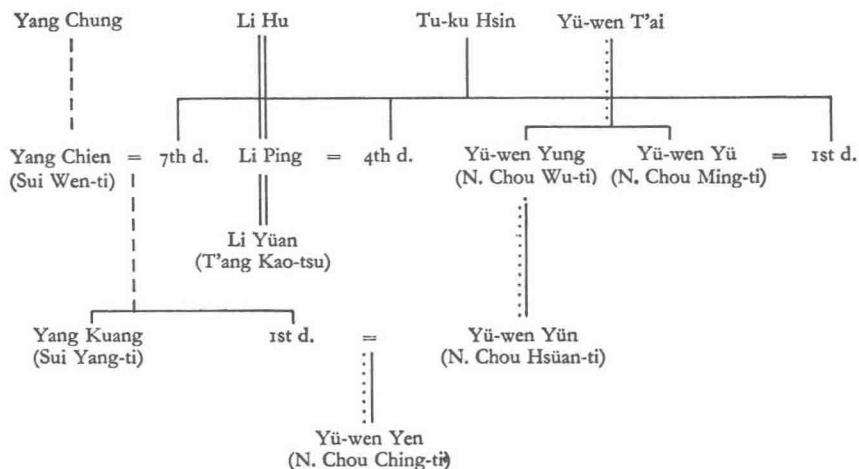 Yang Chung Li Hu Tu-ku Hsin Yü-wen T'ai
Yang Chien = 7th d. Li Ping = 4th d. Yü-wen Yung Yü-wen Yü = 1st d.
(Sui Wen-ti) (N. Chou Wu-ti) (N. Chou Ming-ti)
Li Yüan
(T'ang Kao-tsu)
Yang Kuang 1st d. = Yü-wen Yün
(Sui Yang-ti) (N. Chou Hsüan-ti)
Yü-wen Yen
(N. Chou Ching-ti)